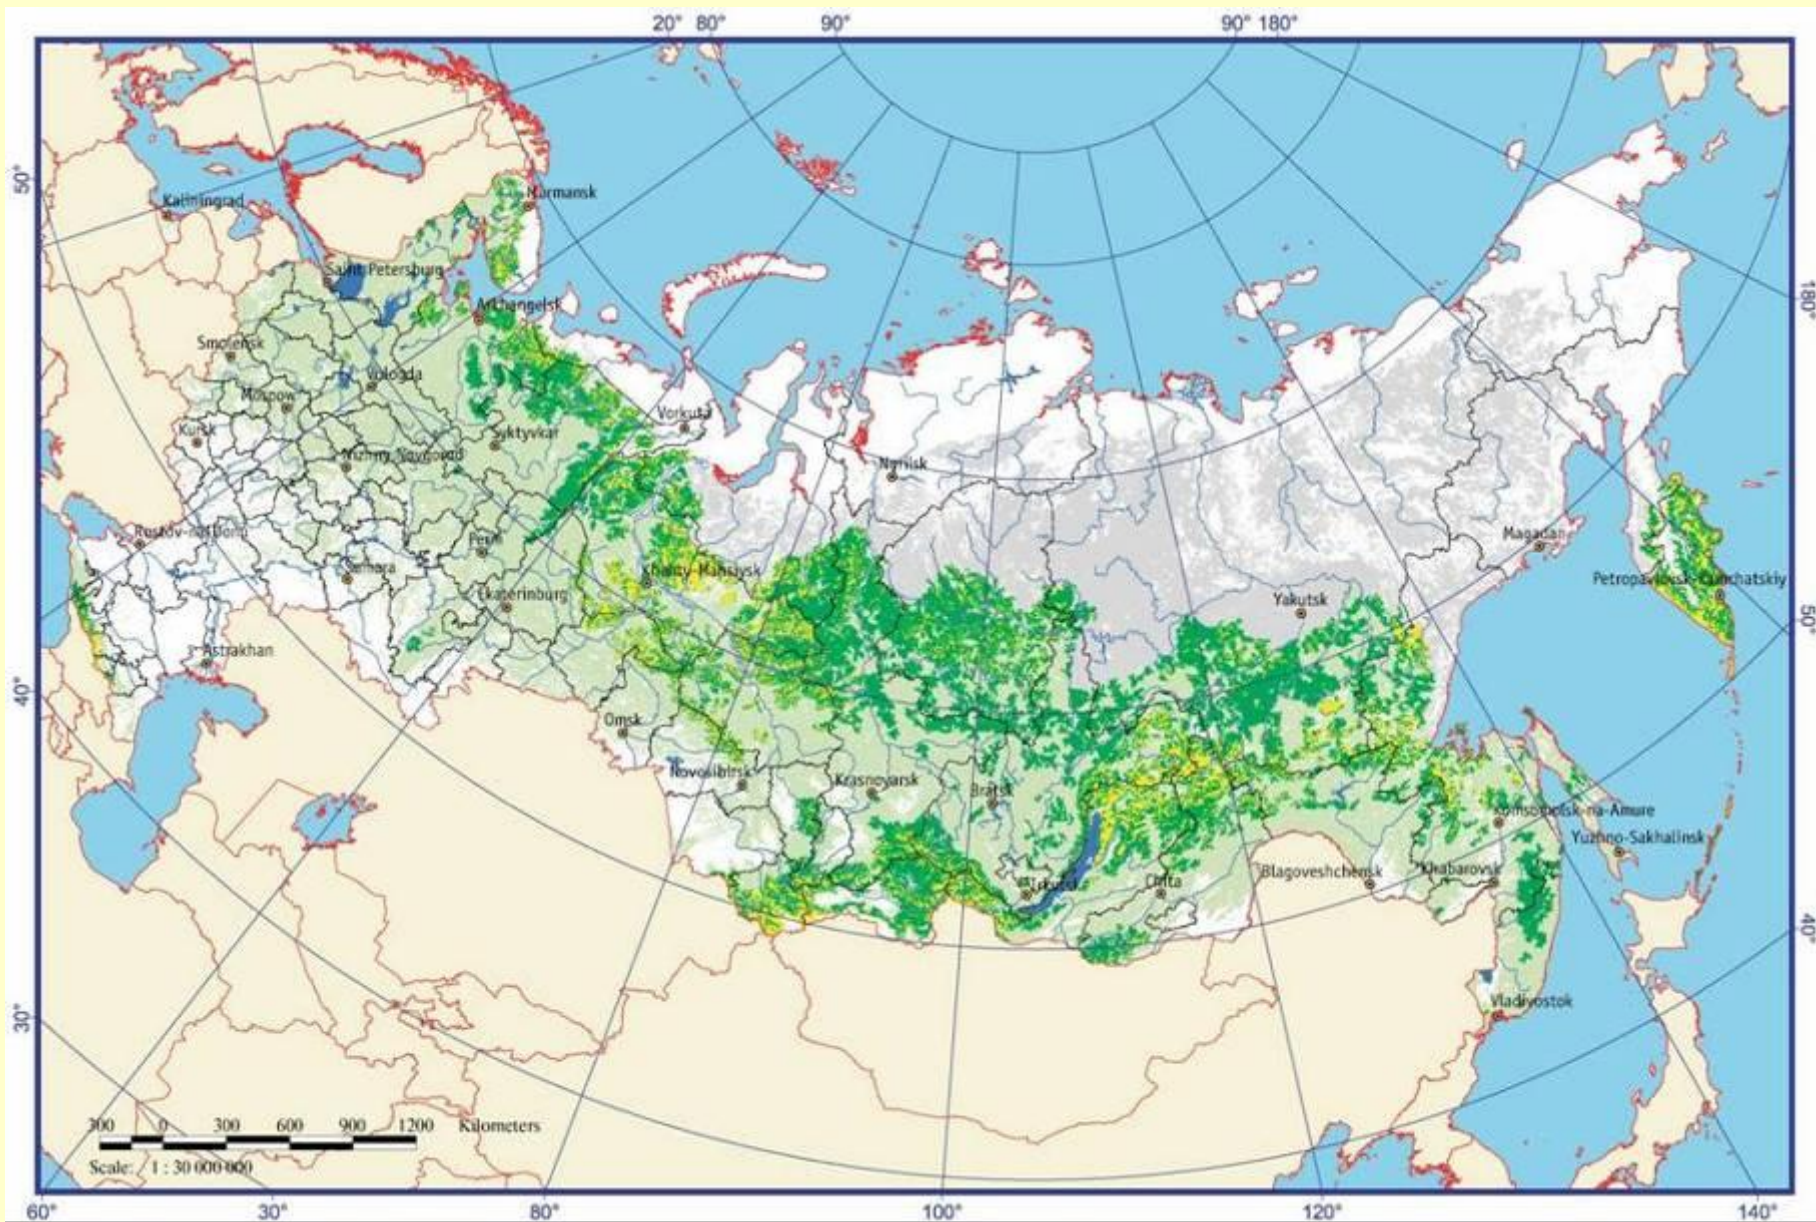 20° 80° 90° 90° 180°
50°
Kaliningrad
Murmansk
Saint Petersburg
Arkhangelsk
180°
Smolensk
Vologda
Moscow
Vorkuta
Kursk
Syktyvkar
Nizhny Novgorod
Norilsk
Rostov-na-Donu
Magadan
Perm
Samara
Khanty-Mansiysk
Petropavlovsk-Kamchatskiy
Ekaterinburg
Yakutsk
50°
Astrakhan
40°
Omsk
Novosibirsk
Krasnoyarsk
Bratsk
Komsomolsk-na-Amure
Yuzhno-Sakhalinsk
Irkutsk
Chita
Blagoveshchensk
Khabarovsk
40°
Vladivostok
30°
300 0 300 600 900 1200 Kilometers
Scale: 1 : 30 000 000
60° 30° 80° 100° 120° 140°